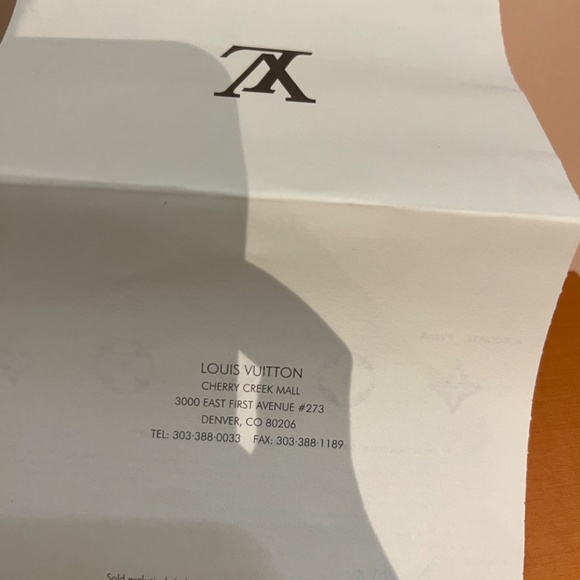 LOUIS VUITTON
CHERRY CREEK MALL
3000 EAST FIRST AVENUE #273
DENVER, CO 80206
TEL: 303-388-0033 FAX: 303-388-1189
Sold